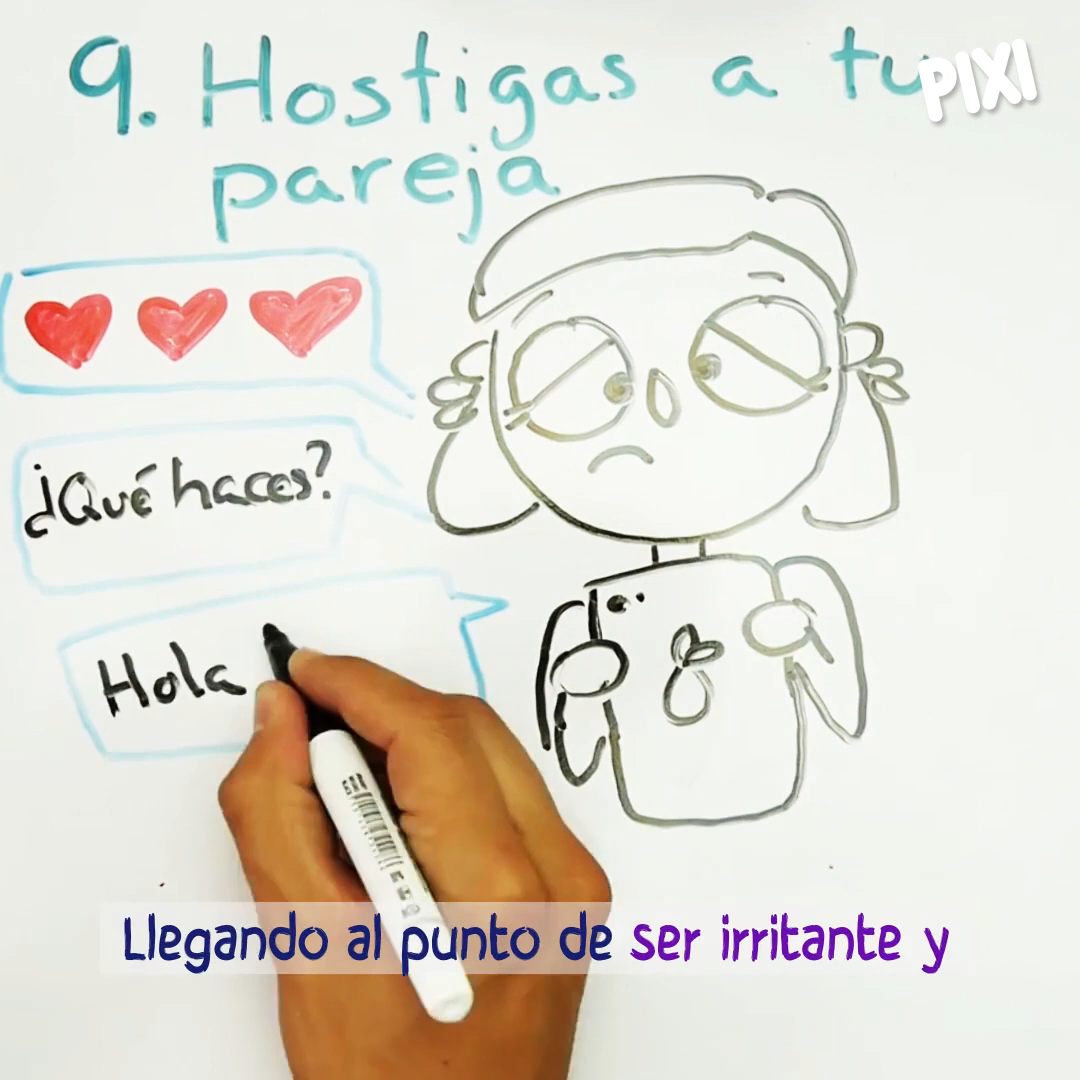 9. Hostigas a tu
PIXI
pareja
¿Qué haces?
Hola
Llegando al punto de ser irritante y